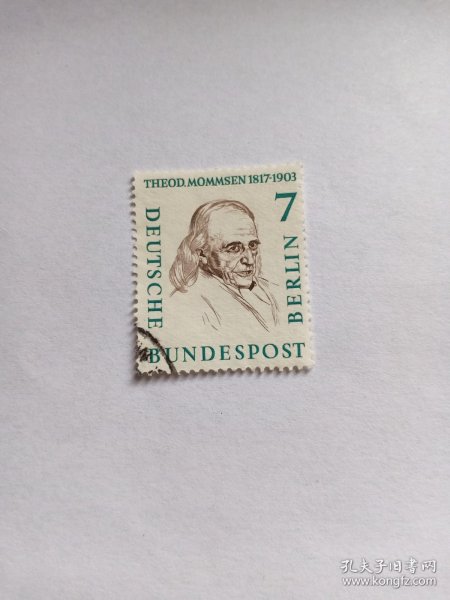 THEOD. MOMMSEN 1817-1903
7
DEUTSCHE
BUNDESPOST
BERLIN
孔夫子旧书网
www.kongfz.com